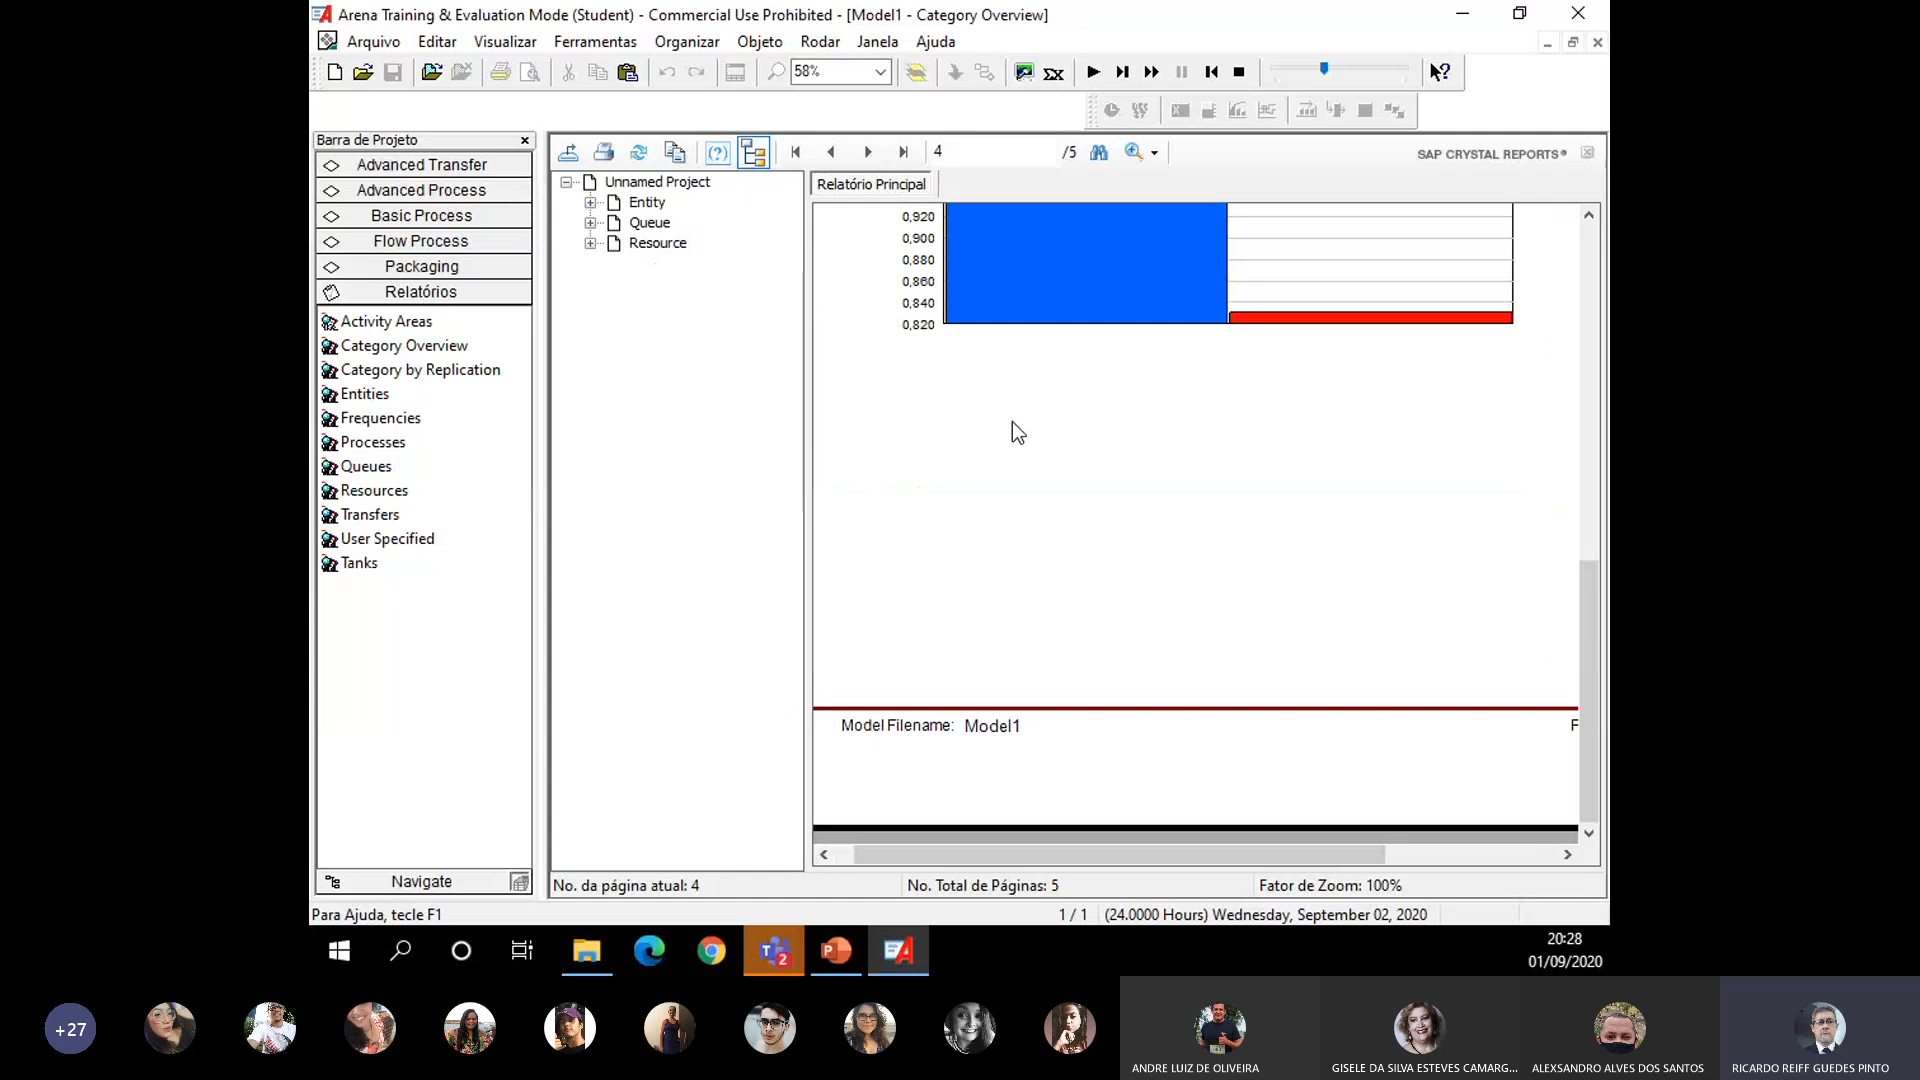 Arena Training & Evaluation Mode (Student) - Commercial Use Prohibited - [Model1 - Category Overview]
Arquivo Editar Visualizar Ferramentas Organizar Objeto Rodar Janela Ajuda
58%
Barra de Projeto
Advanced Transfer
Advanced Process
Basic Process
Flow Process
Packaging
Relatórios
Activity Areas
Category Overview
Category by Replication
Entities
Frequencies
Processes
Queues
Resources
Transfers
User Specified
Tanks
Navigate
4 /5
SAP CRYSTAL REPORTS®
Unnamed Project
Entity
Queue
Resource
Relatório Principal
0,920
0,900
0,880
0,860
0,840
0,820
Model Filename: Model1 F
No. da página atual: 4 No. Total de Páginas: 5 Fator de Zoom: 100%
Para Ajuda, tecle F1 1 / 1 (24.0000 Hours) Wednesday, September 02, 2020
20:28
01/09/2020
+27
ANDRE LUIZ DE OLIVEIRA GISELE DA SILVA ESTEVES CAMARG... ALEXSANDRO ALVES DOS SANTOS RICARDO REIFF GUEDES PINTO